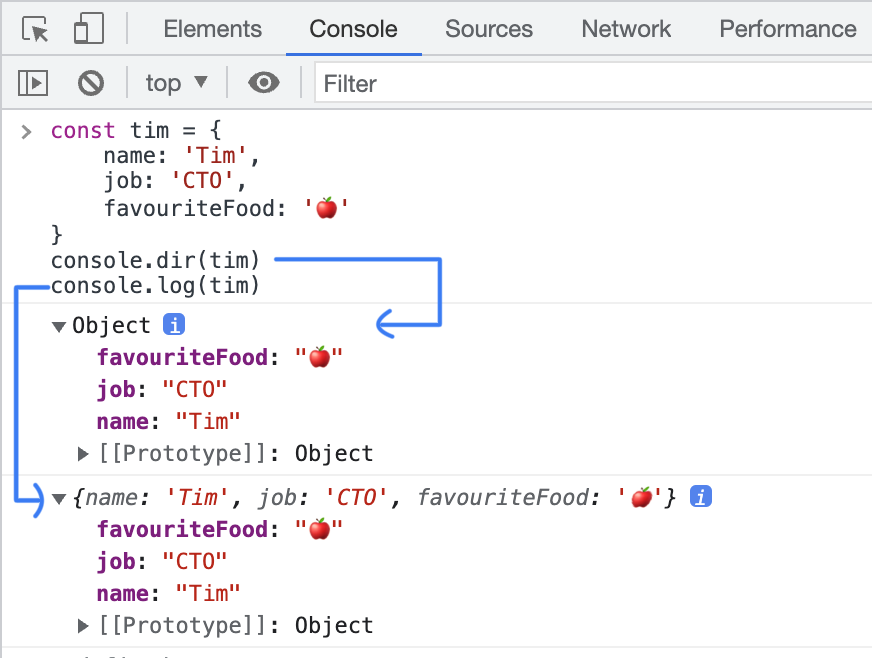 Elements Console Sources Network Performance
top Filter
const tim = {
name: 'Tim',
job: 'CTO',
favouriteFood: '🍎'
}
console.dir(tim)
console.log(tim)
Object i
favouriteFood: "🍎"
job: "CTO"
name: "Tim"
[[Prototype]]: Object
{name: 'Tim', job: 'CTO', favouriteFood: '🍎'} i
favouriteFood: "🍎"
job: "CTO"
name: "Tim"
[[Prototype]]: Object